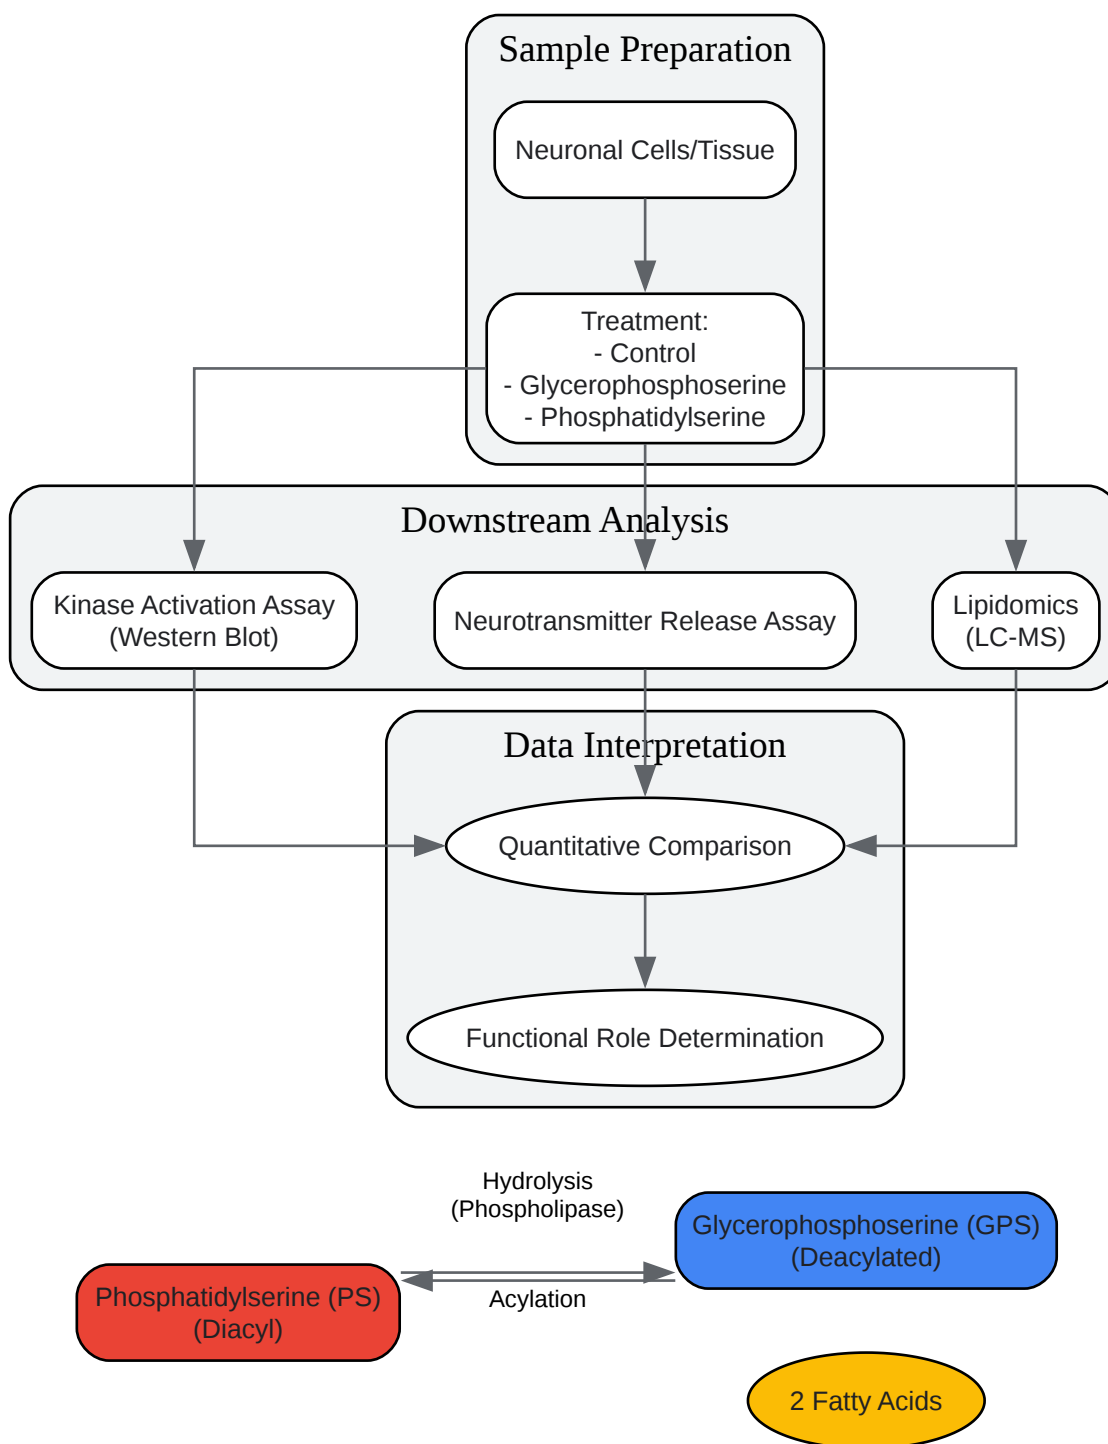 Sample Preparation
Neuronal Cells/Tissue
Treatment:
- Control
- Glycerophosphoserine
- Phosphatidylserine
Downstream Analysis
Kinase Activation Assay
(Western Blot)
Neurotransmitter Release Assay
Lipidomics
(LC-MS)
Data Interpretation
Quantitative Comparison
Functional Role Determination
Hydrolysis
(Phospholipase)
Glycerophosphoserine (GPS)
(Deacylated)
Phosphatidylserine (PS)
(Diacyl)
Acylation
2 Fatty Acids